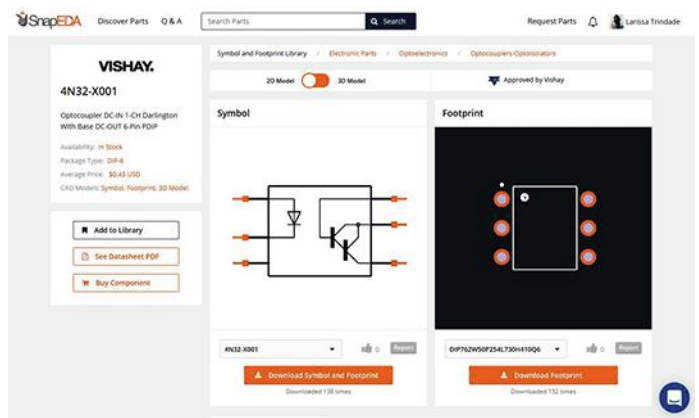 SnapEDA
Discover Parts
Q & A
Search Parts
Search
Request Parts
Larissa Trindade
VISHAY.
4N32-X001
Optocoupler DC-IN 1-CH Darlington
With Base DC-OUT 6-Pin PDIP
Availability: In Stock
Package Type: DIP-6
Average Price: $0.43 USD
CAD Models: Symbol, Footprint, 3D Model
Add to Library
See Datasheet PDF
Buy Component
Symbol and Footprint Library / Electronic Parts / Optoelectronics / Optocouplers-Optoisolators
2D Model
3D Model
Approved by Vishay
Symbol
Footprint
4N32-X001
0
Report
Download Symbol and Footprint
Downloaded 138 times
DIP762W50P254L730H410Q6
0
Report
Download Footprint
Downloaded 152 times